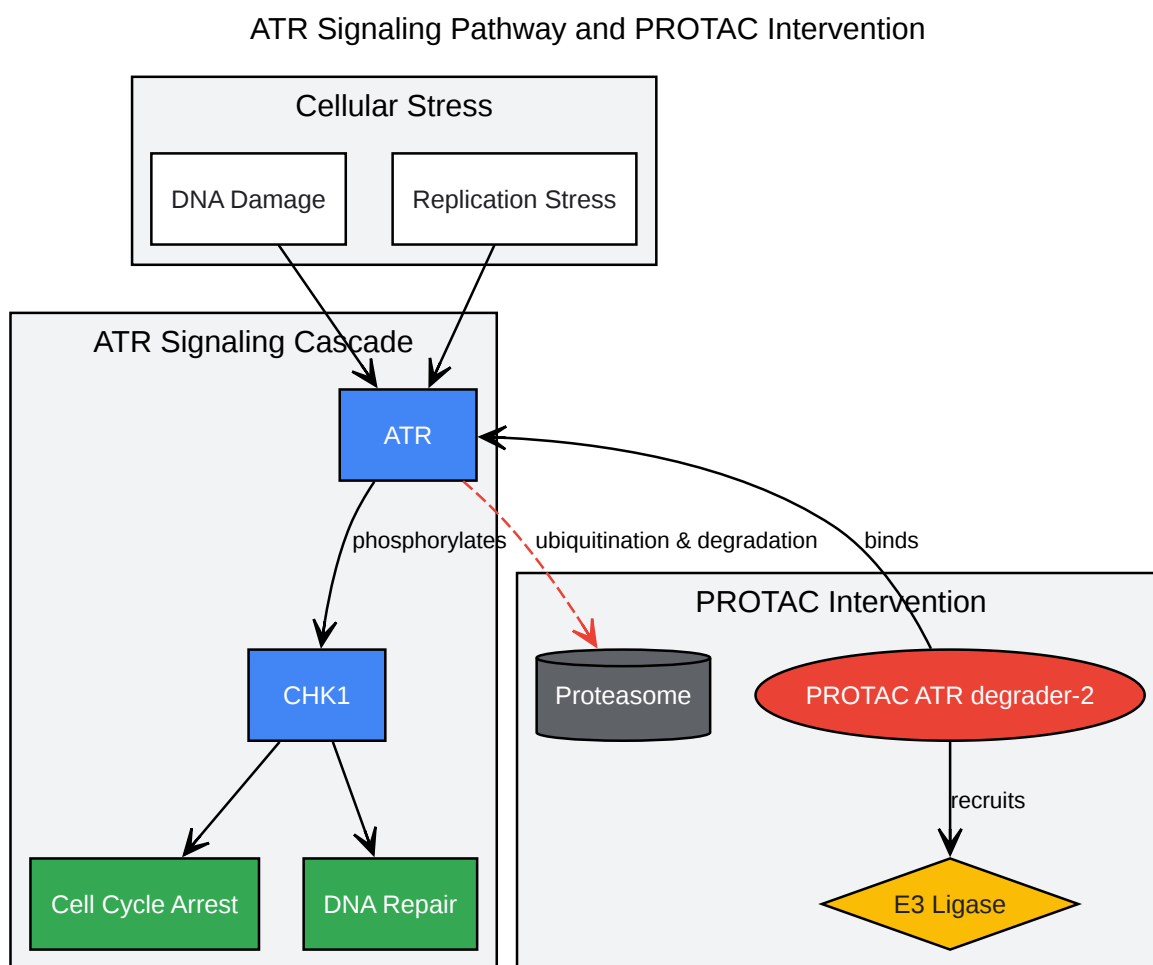 ATR Signaling Pathway and PROTAC Intervention
Cellular Stress
DNA Damage
Replication Stress
ATR Signaling Cascade
ATR
phosphorylates
ubiquitination & degradation
binds
PROTAC Intervention
CHK1
Proteasome
PROTAC ATR degrader-2
recruits
Cell Cycle Arrest
DNA Repair
E3 Ligase